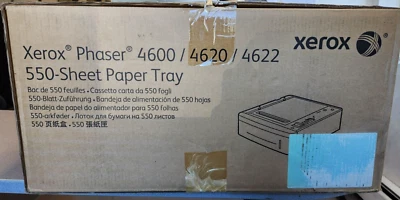 Xerox® Phaser® 4600 / 4620 / 4622
xerox
550-Sheet Paper Tray
Bac de 550 feuilles • Cassetto carta da 550 fogli
550-Blatt-Zuführung • Bandeja de alimentación de 550 hojas
Bandeja de papel do alimentador para 550 folhas
550-arkføder • Лоток для бумаги на 550 листов
550 页纸盒 • 550 張紙匣